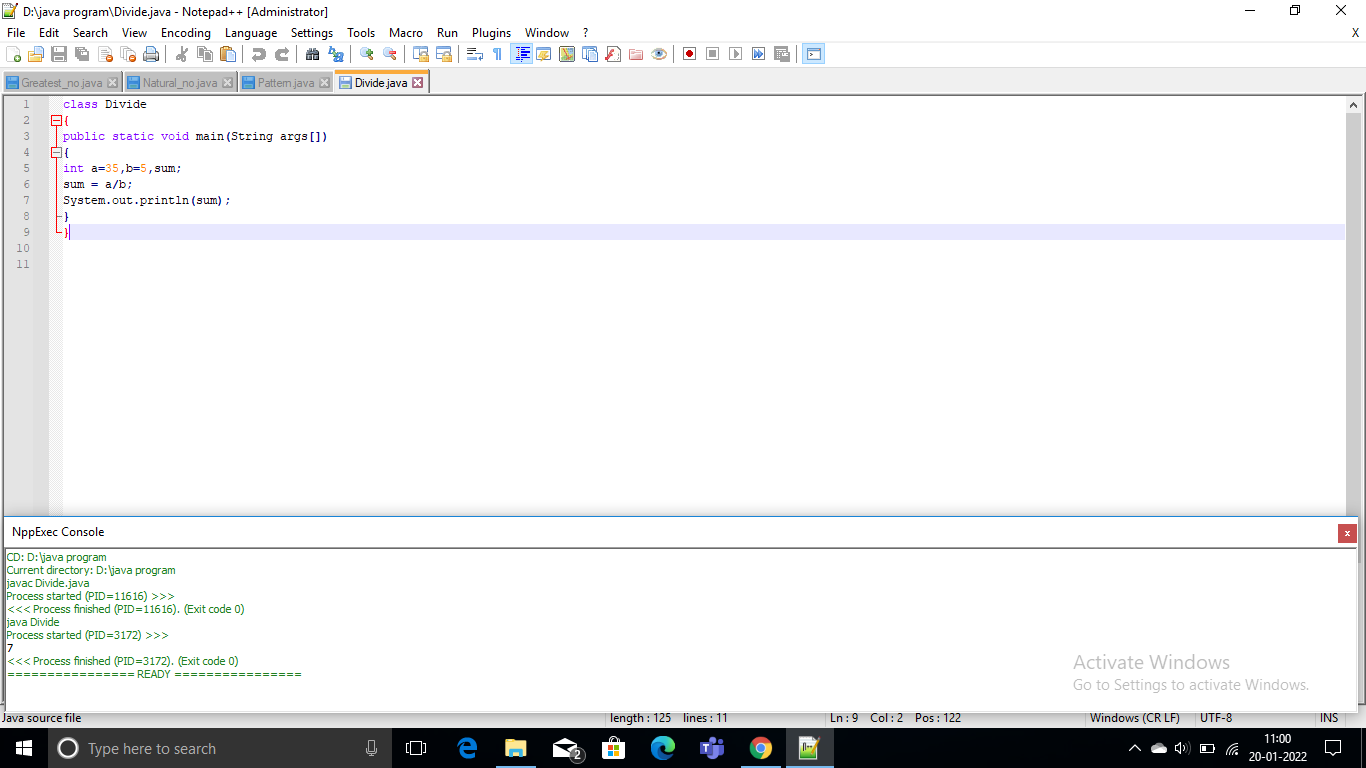 D:\java program\Divide.java - Notepad++ [Administrator]
File Edit Search View Encoding Language Settings Tools Macro Run Plugins Window ? X
Greatest_no.java Natural_no.java Pattern.java Divide.java
1 class Divide
2 {
3 public static void main(String args[])
4 {
5 int a=35,b=5,sum;
6 sum = a/b;
7 System.out.println(sum);
8 }
9 }
10
11
NppExec Console
CD: D:\java program
Current directory: D:\java program
javac Divide.java
Process started (PID=11616) >>>
<<< Process finished (PID=11616). (Exit code 0)
java Divide
Process started (PID=3172) >>>
7
<<< Process finished (PID=3172). (Exit code 0)
================ READY ================
Activate Windows
Go to Settings to activate Windows.
Java source file length : 125 lines : 11 Ln : 9 Col : 2 Pos : 122 Windows (CR LF) UTF-8 INS
Type here to search 2 11:00
20-01-2022